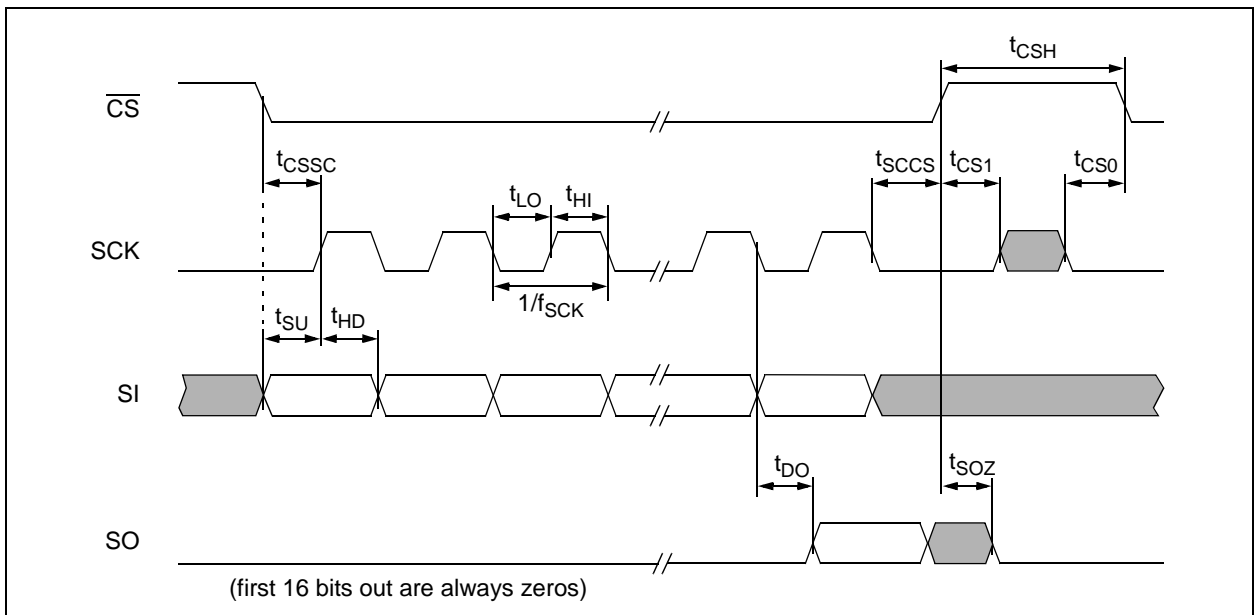 tCSH
CS
tCSSC
tSCCS
tCS1
tCS0
tLO
tHI
SCK
1/fSCK
tSU
tHD
SI
tDO
tSOZ
SO
(first 16 bits out are always zeros)